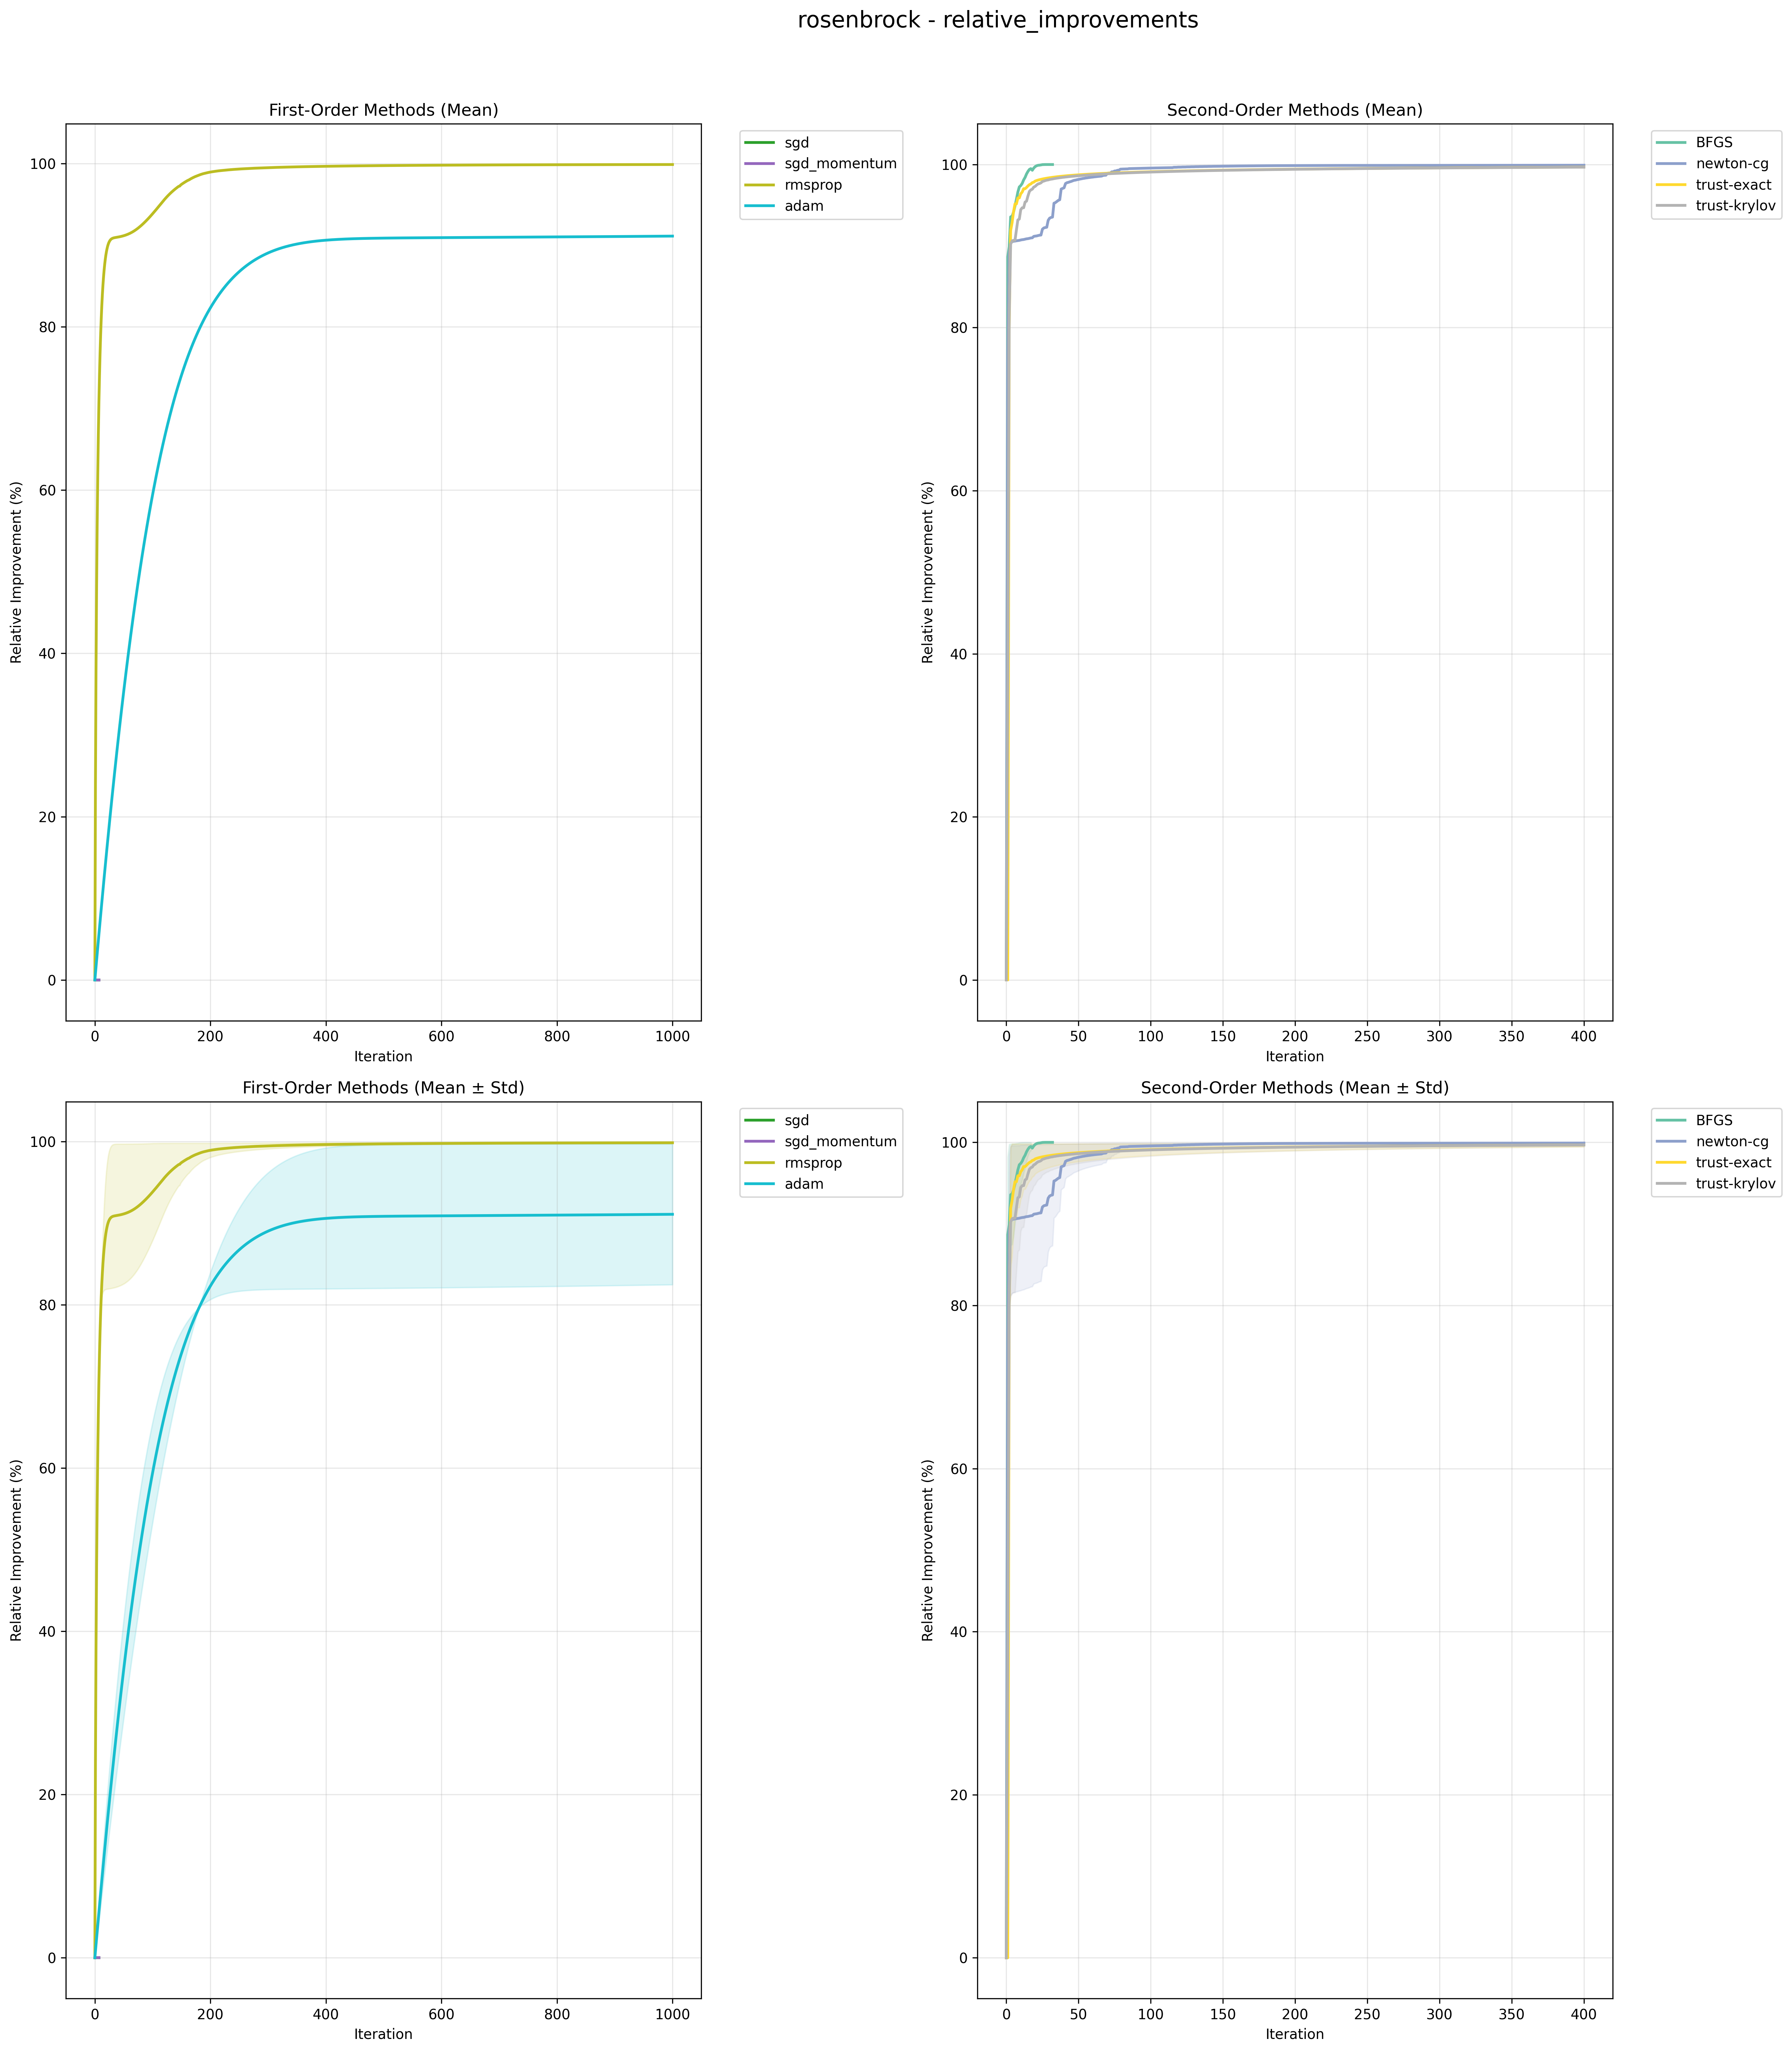 rosenbrock - relative_improvements
First-Order Methods (Mean)
100
80
60
40
20
0
Relative Improvement (%)
0 200 400 600 800 1000
Iteration
sgd
sgd_momentum
rmsprop
adam
Second-Order Methods (Mean)
100
80
60
40
20
0
Relative Improvement (%)
0 50 100 150 200 250 300 350 400
Iteration
BFGS
newton-cg
trust-exact
trust-krylov
First-Order Methods (Mean ± Std)
100
80
60
40
20
0
Relative Improvement (%)
0 200 400 600 800 1000
Iteration
sgd
sgd_momentum
rmsprop
adam
Second-Order Methods (Mean ± Std)
100
80
60
40
20
0
Relative Improvement (%)
0 50 100 150 200 250 300 350 400
Iteration
BFGS
newton-cg
trust-exact
trust-krylov